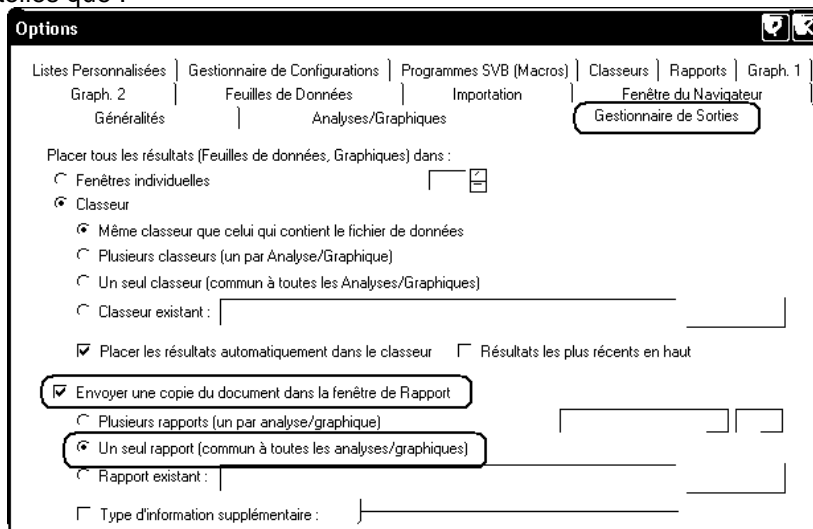 telles que :
Options
Listes Personnalisées Gestionnaire de Configurations Programmes SVB (Macros) Classeurs Rapports Graph. 1
Graph. 2 Feuilles de Données Importation Fenêtre du Navigateur
Généralités Analyses/Graphiques Gestionnaire de Sorties
Placer tous les résultats (Feuilles de données, Graphiques) dans :
Fenêtres individuelles
Classeur
Même classeur que celui qui contient le fichier de données
Plusieurs classeurs (un par Analyse/Graphique)
Un seul classeur (commun à toutes les Analyses/Graphiques)
Classeur existant :
Placer les résultats automatiquement dans le classeur Résultats les plus récents en haut
Envoyer une copie du document dans la fenêtre de Rapport
Plusieurs rapports (un par analyse/graphique)
Un seul rapport (commun à toutes les analyses/graphiques)
Rapport existant :
Type d'information supplémentaire :